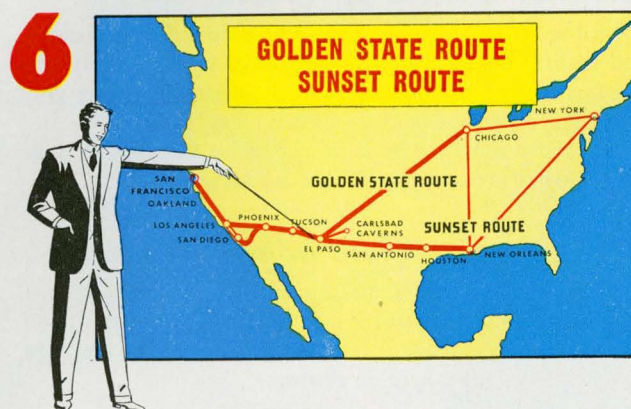 6
GOLDEN STATE ROUTE
SUNSET ROUTE
NEW YORK
CHICAGO
SAN
FRANCISCO
OAKLAND
GOLDEN STATE ROUTE
LOS ANGELES
PHOENIX
TUCSON
CARLSBAD
CAVERNS
SUNSET ROUTE
SAN DIEGO
EL PASO
SAN ANTONIO
HOUSTON
NEW ORLEANS